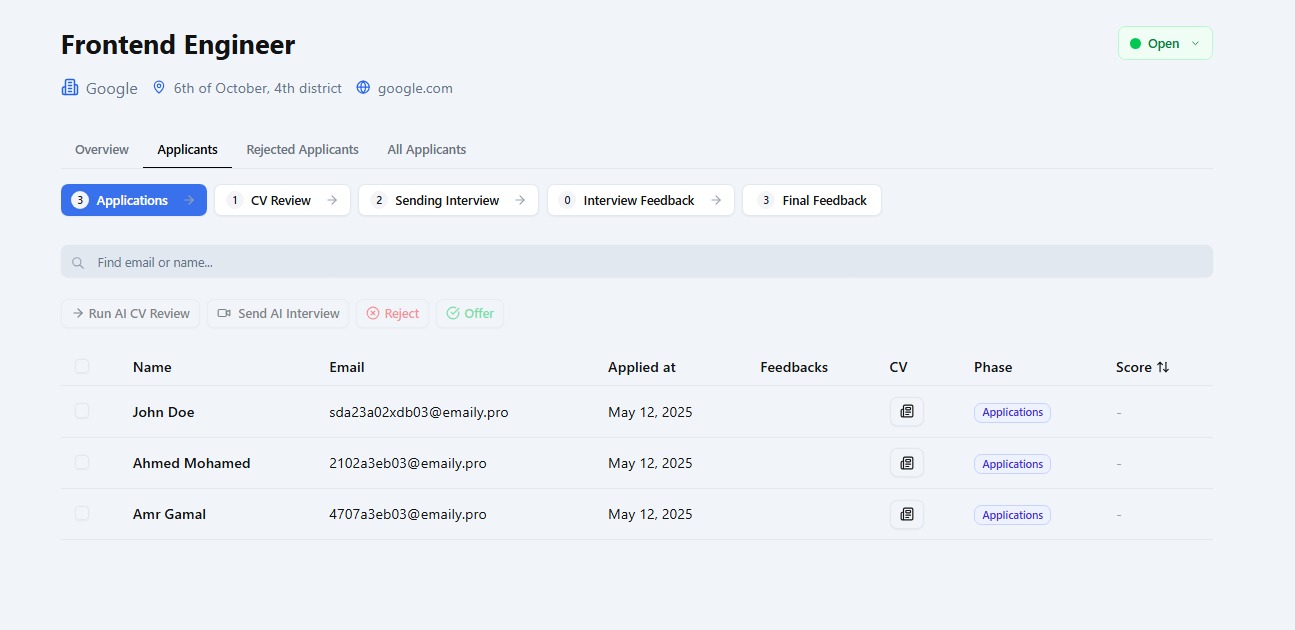 Frontend Engineer
Open
Google 6th of October, 4th district google.com
Overview Applicants Rejected Applicants All Applicants
3 Applications 1 CV Review 2 Sending Interview 0 Interview Feedback 3 Final Feedback
Find email or name...
Run AI CV Review Send AI Interview Reject Offer
Name Email Applied at Feedbacks CV Phase Score
John Doe sda23a02xdb03@emaily.pro May 12, 2025 Applications -
Ahmed Mohamed 2102a3eb03@emaily.pro May 12, 2025 Applications -
Amr Gamal 4707a3eb03@emaily.pro May 12, 2025 Applications -